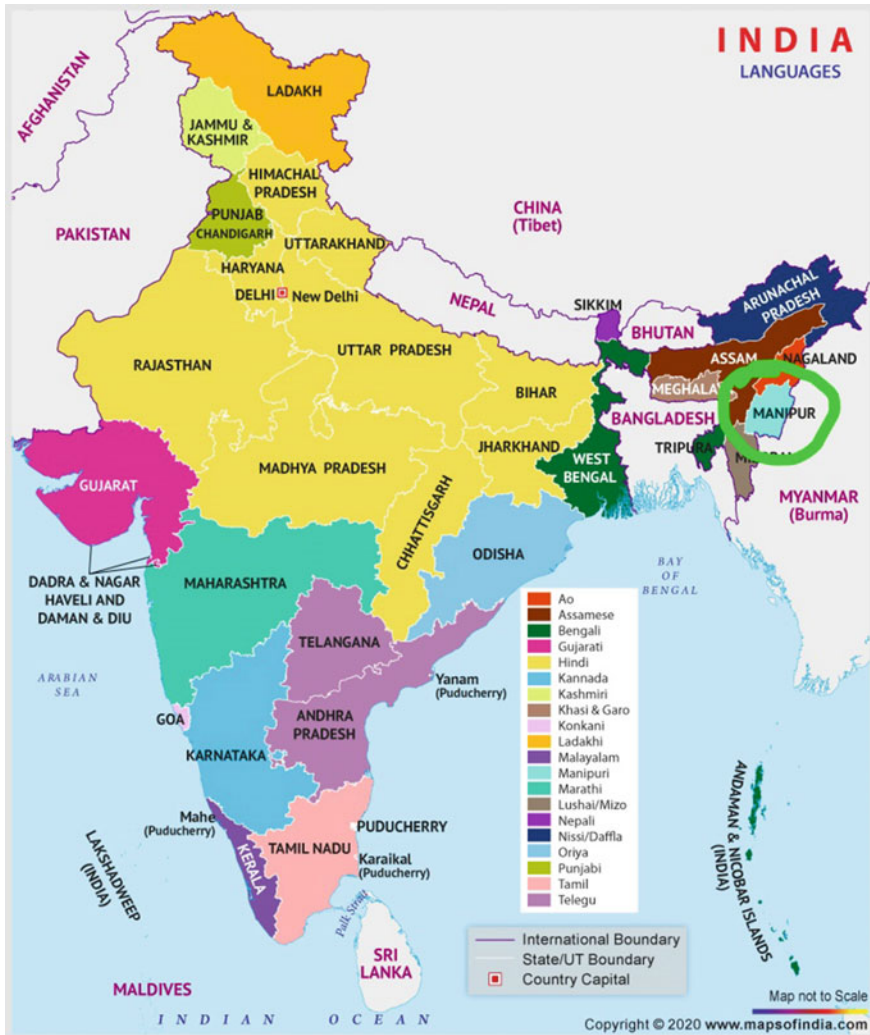 INDIA
LANGUAGES
AFGHANISTAN
LADAKH
JAMMU &
KASHMIR
HIMACHAL
PRADESH
PUNJAB
CHANDIGARH
CHINA
(Tibet)
PAKISTAN
UTTARAKHAND
HARYANA
DELHI
New Delhi
NEPAL
SIKKIM
BHUTAN
ARUNACHAL
PRADESH
RAJASTHAN
UTTAR PRADESH
ASSAM
NAGALAND
BIHAR
MEGHALA
MANIPUR
BANGLADESH
JHARKHAND
TRIPURA
GUJARAT
MADHYA PRADESH
WEST
BENGAL
MYANMAR
(Burma)
CHHATTISGARH
ODISHA
DADRA & NAGAR
HAVELI AND
DAMAN & DIU
MAHARASHTRA
BAY
OF
BENGAL
TELANGANA
ARABIAN
SEA
Yanam
(Puducherry)
GOA
ANDHRA
PRADESH
KARNATAKA
Mahe
(Puducherry)
PUDUCHERRY
TAMIL NADU
Karaikal
(Puducherry)
KERALA
LAKSHADWEEP
(INDIA)
Palk Strait
SRI
LANKA
MALDIVES
INDIAN OCEAN
ANDAMAN & NICOBAR ISLANDS
(INDIA)
Ao
Assamese
Bengali
Gujarati
Hindi
Kannada
Kashmiri
Khasi & Garo
Konkani
Ladakhi
Malayalam
Manipuri
Marathi
Lushai/Mizo
Nepali
Nissi/Daffla
Oriya
Punjabi
Tamil
Telegu
International Boundary
State/UT Boundary
Country Capital
Map not to Scale
Copyright © 2020 www.mapsofindia.com